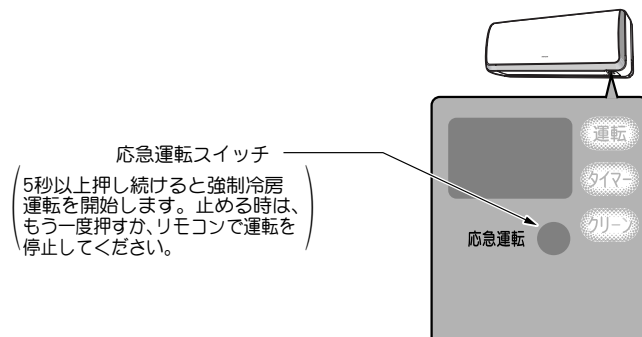 応急運転スイッチ
5秒以上押し続けると強制冷房
運転を開始します。止める時は、
もう一度押すか、リモコンで運転を
停止してください。
運転
タイマー
クリーン
応急運転